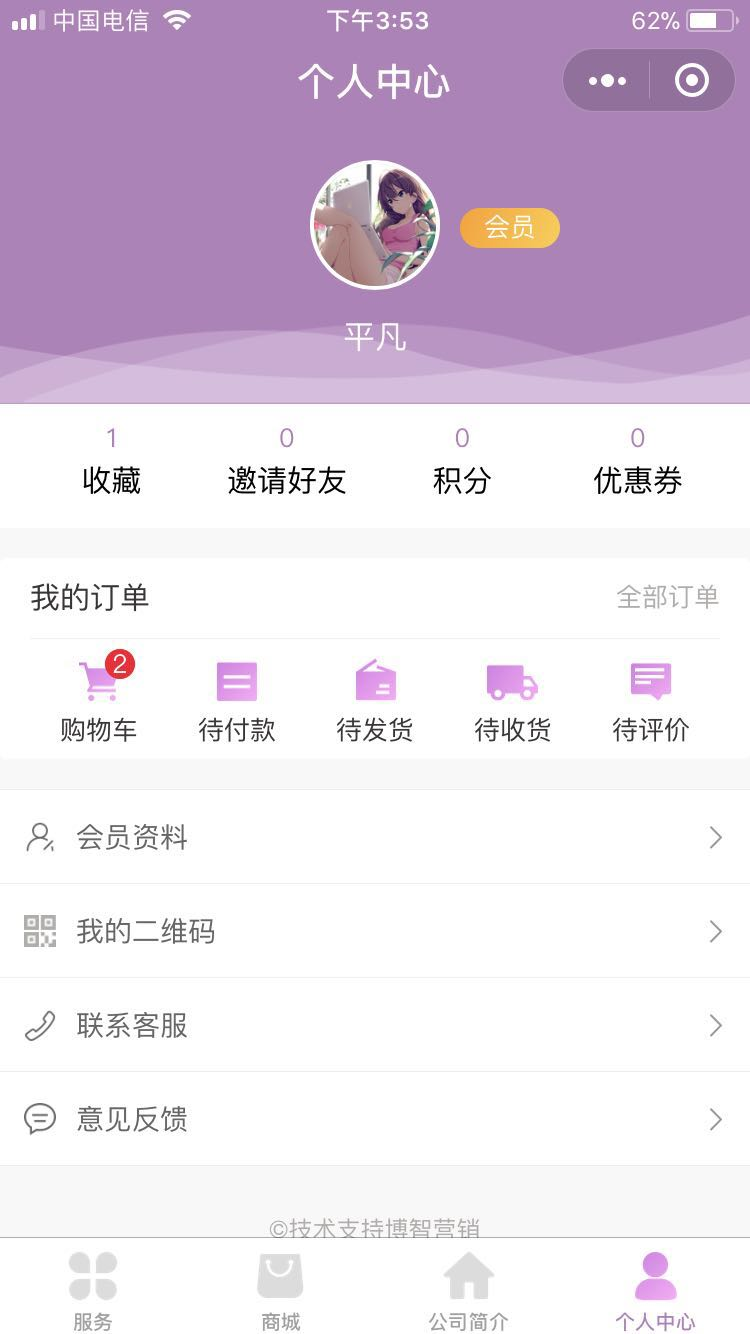 中国电信
下午3:53
62%
个人中心
会员
平凡
1 0 0 0
收藏 邀请好友 积分 优惠券
我的订单 全部订单
2
购物车 待付款 待发货 待收货 待评价
会员资料
我的二维码
联系客服
意见反馈
©技术支持博智营销
服务 商城 公司简介 个人中心